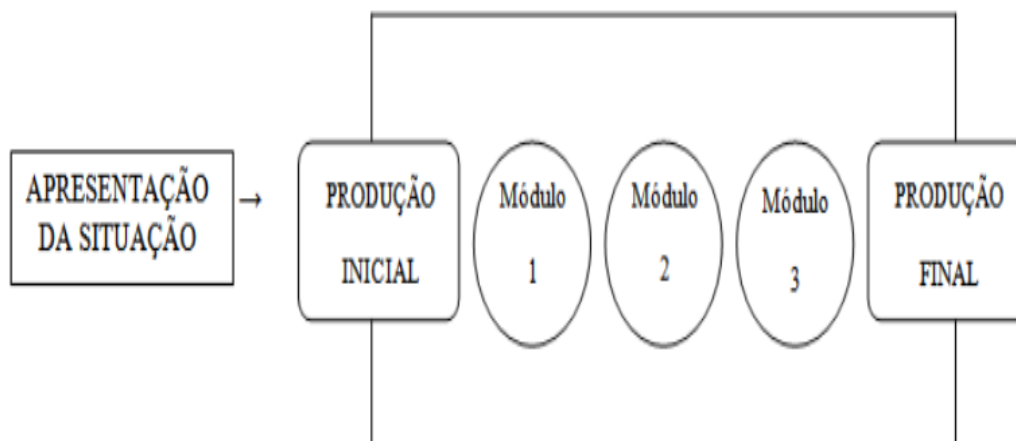 APRESENTAÇÃO
DA SITUAÇÃO
→
PRODUÇÃO
INICIAL
Módulo
1
Módulo
2
Módulo
3
PRODUÇÃO
FINAL